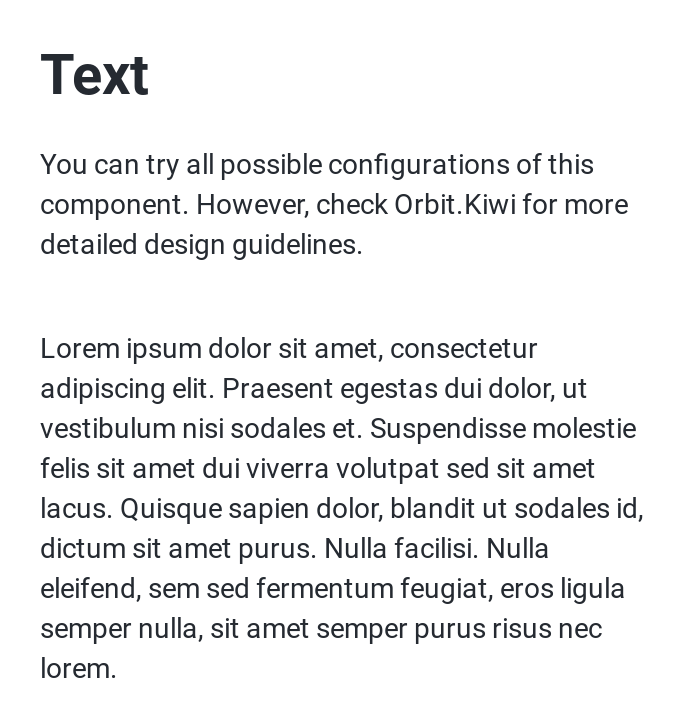 Text
You can try all possible configurations of this
component. However, check Orbit.Kiwi for more
detailed design guidelines.
Lorem ipsum dolor sit amet, consectetur
adipiscing elit. Praesent egestas dui dolor, ut
vestibulum nisi sodales et. Suspendisse molestie
felis sit amet dui viverra volutpat sed sit amet
lacus. Quisque sapien dolor, blandit ut sodales id,
dictum sit amet purus. Nulla facilisi. Nulla
eleifend, sem sed fermentum feugiat, eros ligula
semper nulla, sit amet semper purus risus nec
lorem.